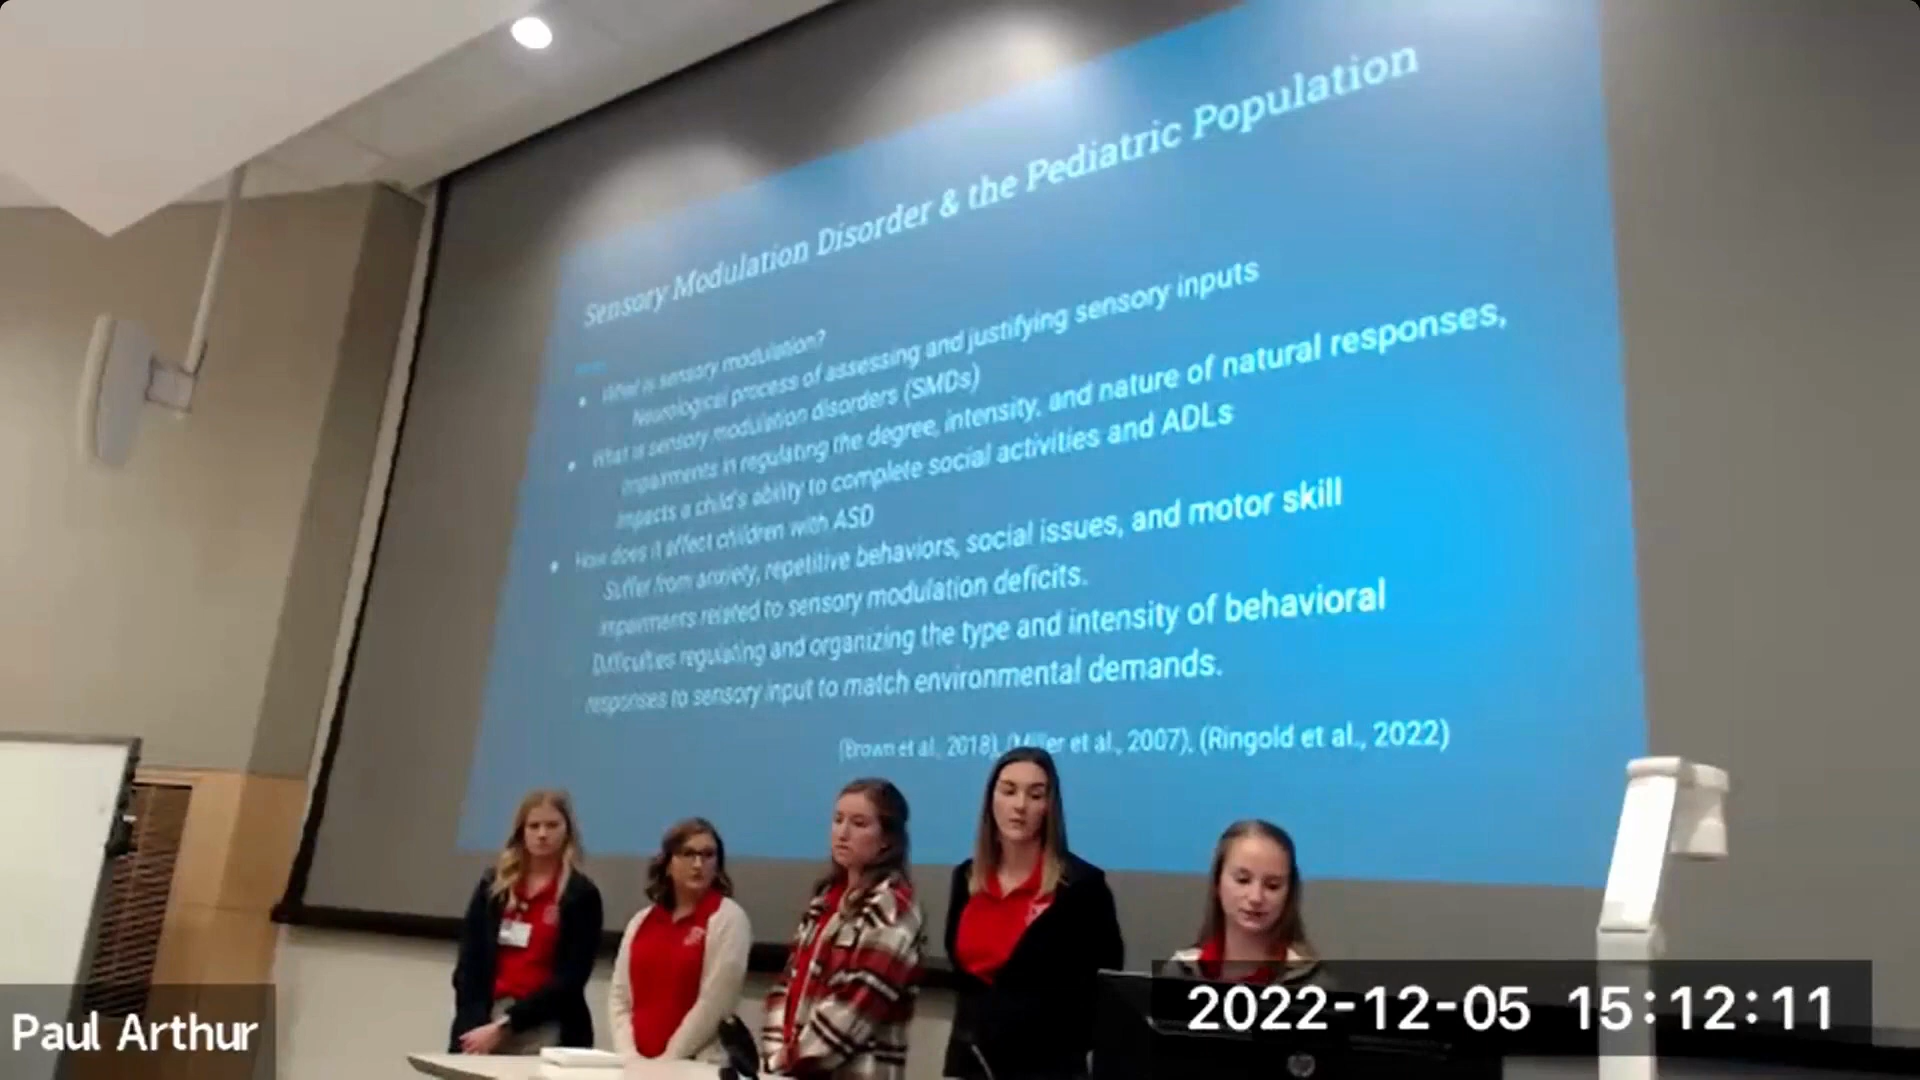 Sensory Modulation Disorder & the Pediatric Population
What is sensory modulation?
Neurological process of assessing and justifying sensory inputs
What is sensory modulation disorders (SMDs)
Impairments in regulating the degree, intensity, and nature of natural responses,
Impacts a child's ability to complete social activities and ADLs
How does it affect children with ASD
Suffer from anxiety, repetitive behaviors, social issues, and motor skill
impairments related to sensory modulation deficits.
Difficulties regulating and organizing the type and intensity of behavioral
responses to sensory input to match environmental demands.
(Brown et al., 2018), (Miller et al., 2007), (Ringold et al., 2022)
Paul Arthur
2022-12-05 15:12:11